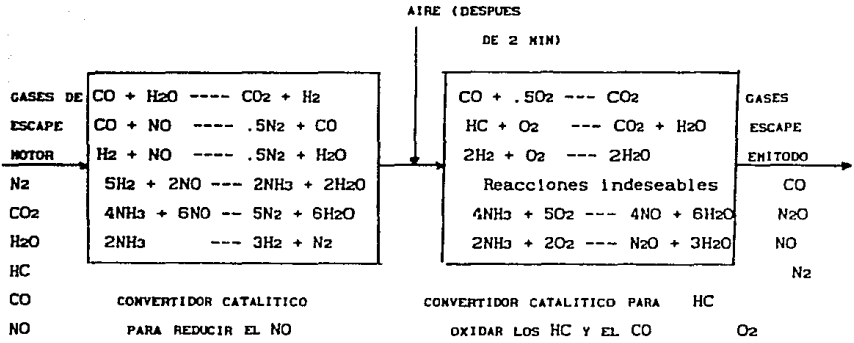 AIRE (DESPUES
DE 2 MIN)
GASES DE
ESCAPE
MOTOR
N2
CO2
H2O
HC
CO
NO
CO + H2O ---- CO2 + H2
CO + NO ---- .5N2 + CO
H2 + NO ---- .5N2 + H2O
5H2 + 2NO --- 2NH3 + 2H2O
4NH3 + 6NO -- 5N2 + 6H2O
2NH3 --- 3H2 + N2
CONVERTIDOR CATALITICO
PARA REDUCIR EL NO
CO + .5O2 --- CO2
HC + O2 --- CO2 + H2O
2H2 + O2 --- 2H2O
Reacciones indeseables
4NH3 + 5O2 --- 4NO + 6H2O
2NH3 + 2O2 --- N2O + 3H2O
CONVERTIDOR CATALITICO PARA
OXIDAR LOS HC Y EL CO
GASES
ESCAPE
EMITODO
CO
N2O
NO
N2
HC
O2